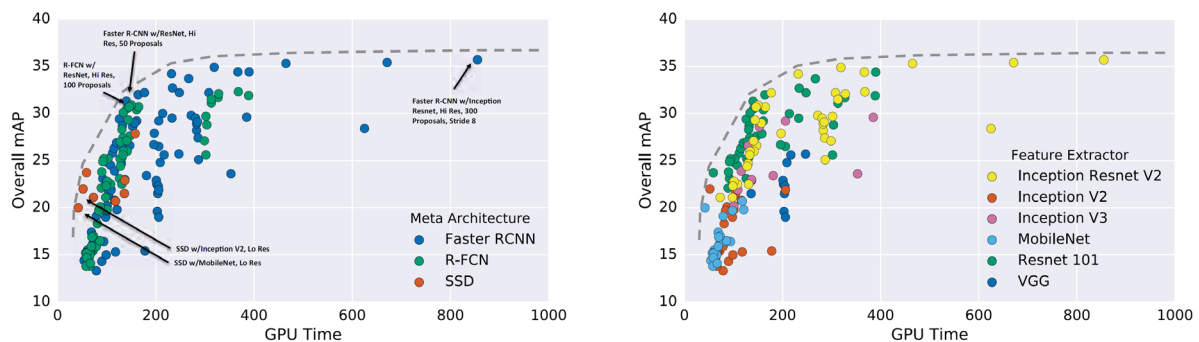 40
35
30
25
20
15
10
Overall mAP
Faster R-CNN w/ResNet, Hi
Res, 50 Proposals
R-FCN w/
ResNet, Hi Res,
100 Proposals
Faster R-CNN w/Inception
Resnet, Hi Res, 300
Proposals, Stride 8
SSD w/Inception V2, Lo Res
SSD w/MobileNet, Lo Res
Meta Architecture
Faster RCNN
R-FCN
SSD
0 200 400 600 800 1000
GPU Time
40
35
30
25
20
15
10
Overall mAP
Feature Extractor
Inception Resnet V2
Inception V2
Inception V3
MobileNet
Resnet 101
VGG
0 200 400 600 800 1000
GPU Time